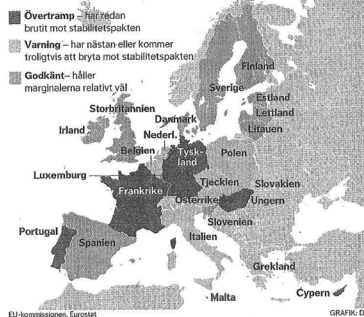 Övertramp – har redan
brutit mot stabilitetspakten
Varning – har nästan eller kommer
troligtvis att bryta mot stabilitetspakten
Godkänt – håller
marginalerna relativt väl
Finland
Sverige
Estland
Storbritannien
Lettland
Danmark
Irland
Litauen
Nederl.
Belgien
Tysk-
land
Polen
Luxemburg
Frankrike
Tjeckien
Slovakien
Österrike
Ungern
Slovenien
Portugal
Spanien
Italien
Grekland
Malta
Cypern
EU-kommissionen, Eurostat
GRAFIK: D